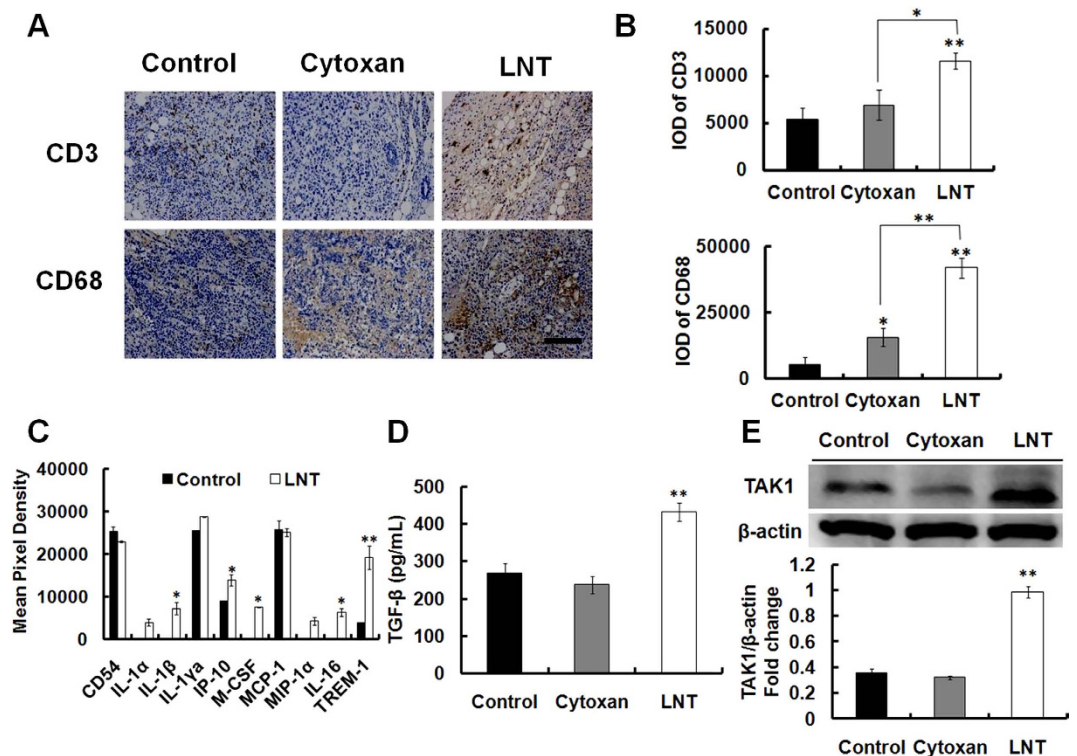 A
Control Cytoxan LNT
CD3
CD68
B
IOD of CD3
15000
10000
5000
0
*
**
Control Cytoxan LNT
IOD of CD68
50000
25000
0
**
*
**
Control Cytoxan LNT
C
Mean Pixel Density
40000
30000
20000
10000
0
Control LNT
*
*
*
*
**
CD54
IL-1α
IL-1β
IL-1γa
IP-10
M-CSF
MCP-1
MIP-1α
IL-16
TREM-1
D
TGF-β (pg/mL)
500
400
300
200
100
0
**
Control Cytoxan LNT
E
Control Cytoxan LNT
TAK1
β-actin
TAK1/β-actin
Fold change
1.2
1
0.8
0.6
0.4
0.2
0
**
Control Cytoxan LNT